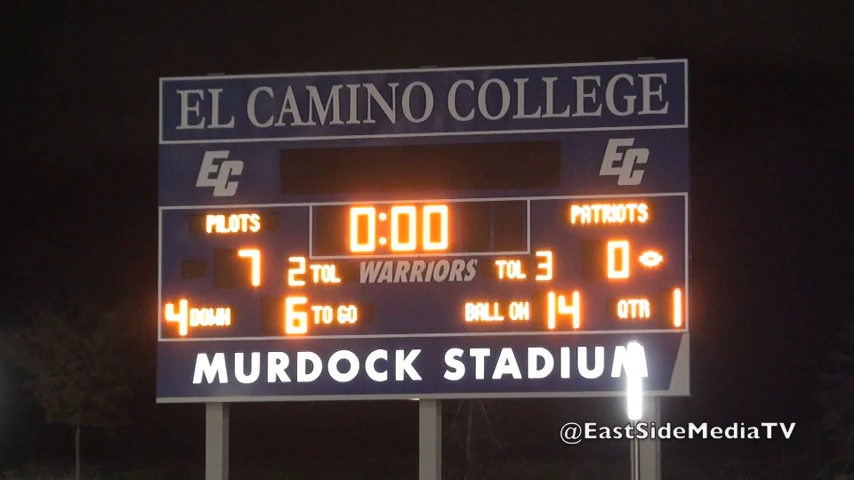 EL CAMINO COLLEGE
EC EC
PILOTS 0:00 PATRIOTS
7 2 TOL WARRIORS TOL 3 0
4 DOWN 6 TO GO BALL ON 14 QTR 1
MURDOCK STADIUM
@EastSideMediaTV